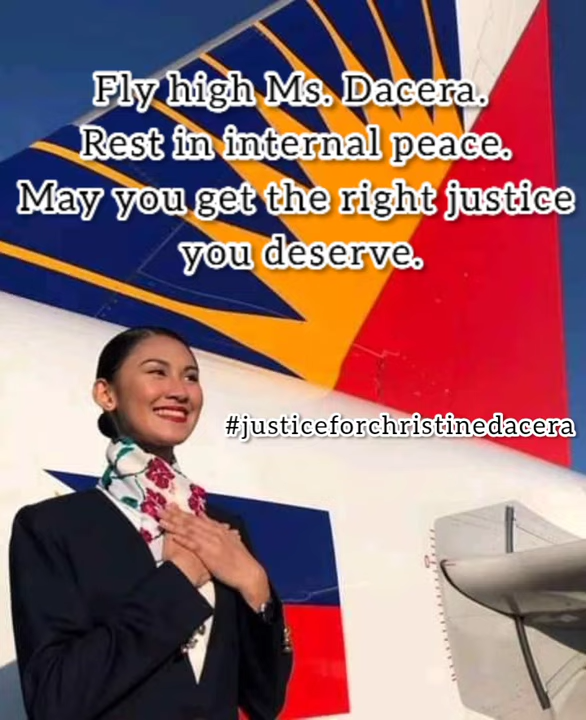 Fly high Ms. Dacera.
Rest in internal peace.
May you get the right justice
you deserve.
#justiceforchristinedacera